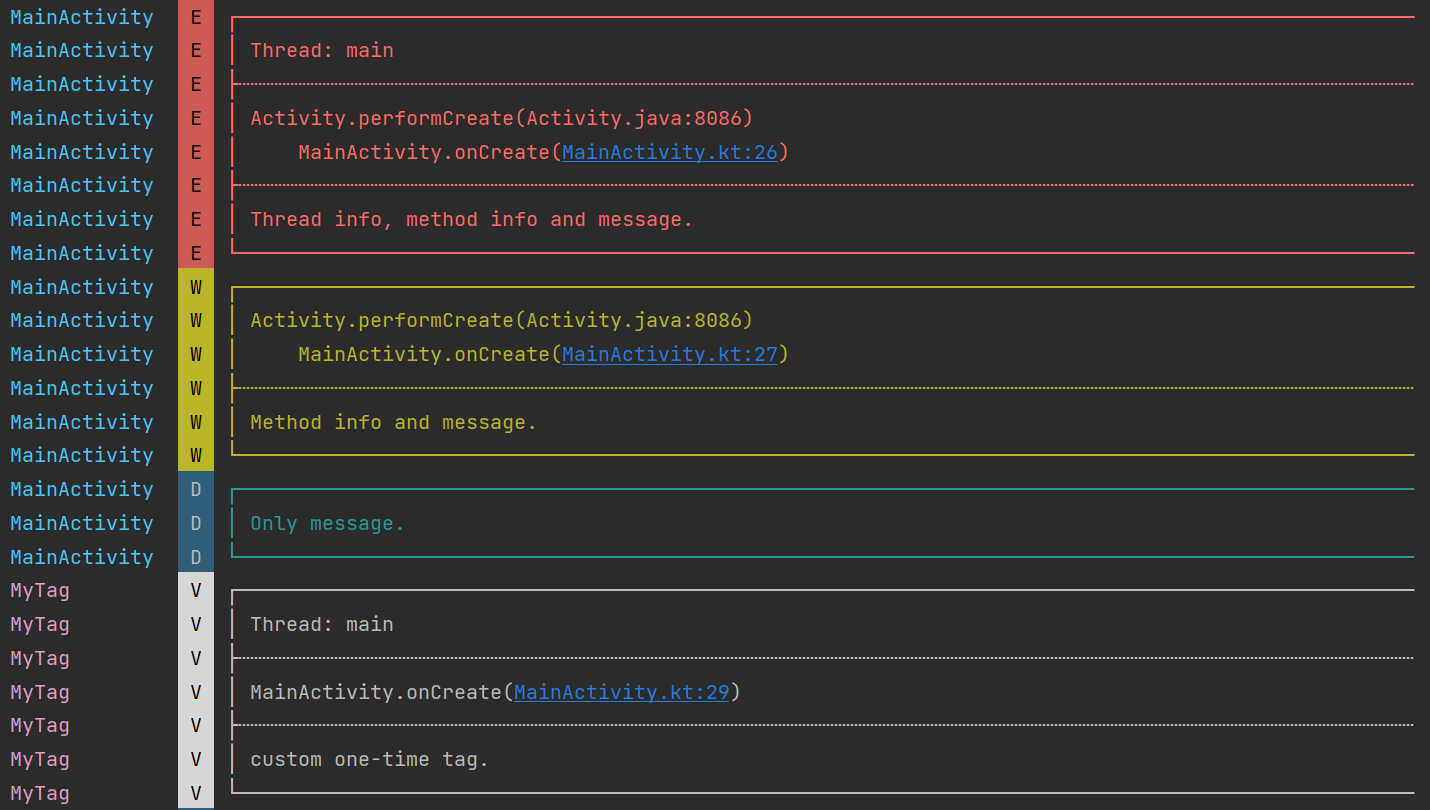 MainActivity E
MainActivity E Thread: main
MainActivity E
MainActivity E Activity.performCreate(Activity.java:8086)
MainActivity E MainActivity.onCreate(MainActivity.kt:26)
MainActivity E
MainActivity E Thread info, method info and message.
MainActivity E
MainActivity W
MainActivity W Activity.performCreate(Activity.java:8086)
MainActivity W MainActivity.onCreate(MainActivity.kt:27)
MainActivity W
MainActivity W Method info and message.
MainActivity W
MainActivity D
MainActivity D Only message.
MainActivity D
MyTag V
MyTag V Thread: main
MyTag V
MyTag V MainActivity.onCreate(MainActivity.kt:29)
MyTag V
MyTag V custom one-time tag.
MyTag V